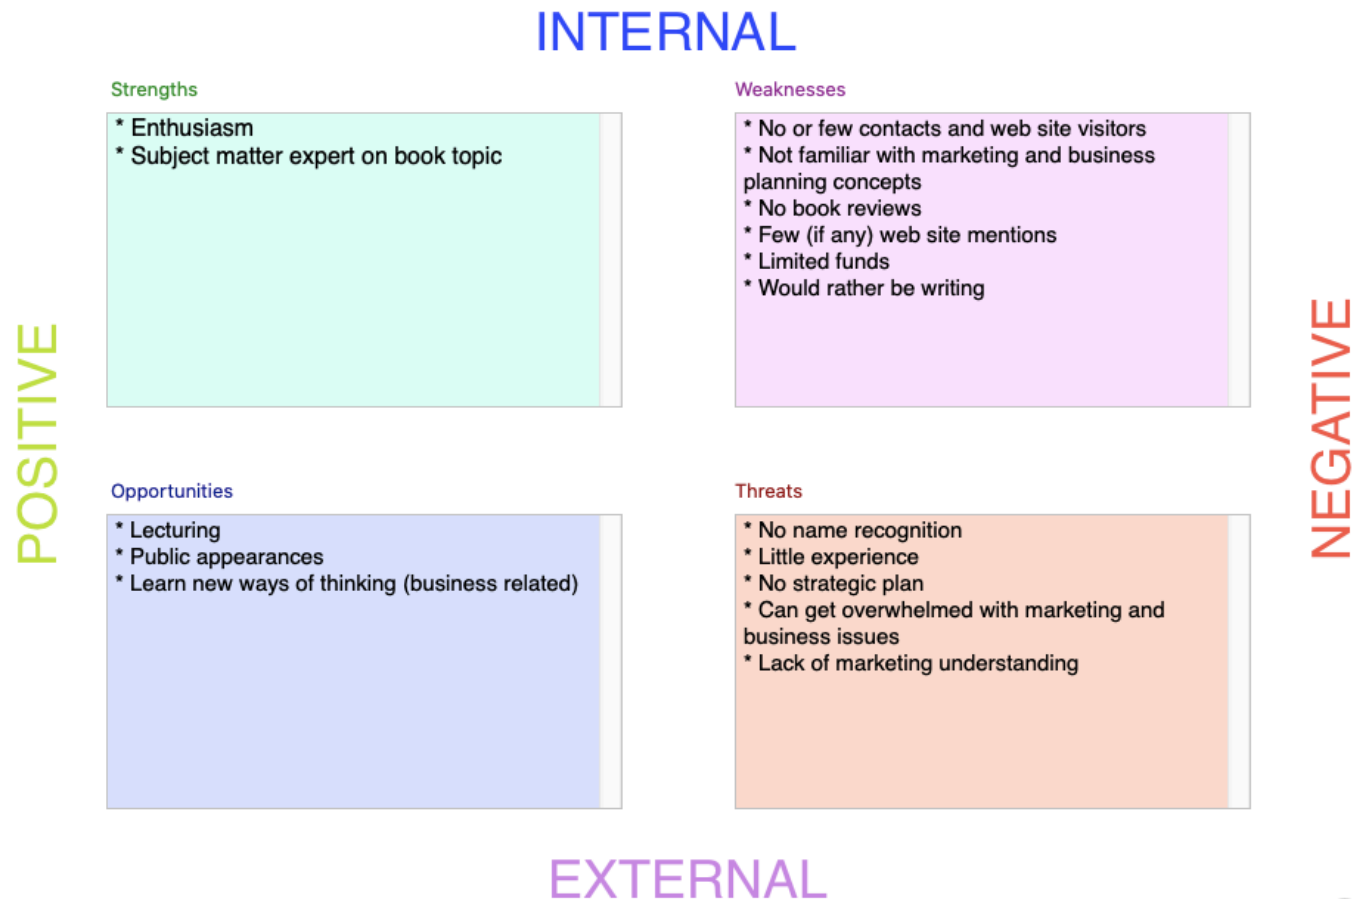 INTERNAL
Strengths
* Enthusiasm
* Subject matter expert on book topic
Weaknesses
* No or few contacts and web site visitors
* Not familiar with marketing and business
planning concepts
* No book reviews
* Few (if any) web site mentions
* Limited funds
* Would rather be writing
POSITIVE
NEGATIVE
Opportunities
* Lecturing
* Public appearances
* Learn new ways of thinking (business related)
Threats
* No name recognition
* Little experience
* No strategic plan
* Can get overwhelmed with marketing and
business issues
* Lack of marketing understanding
EXTERNAL